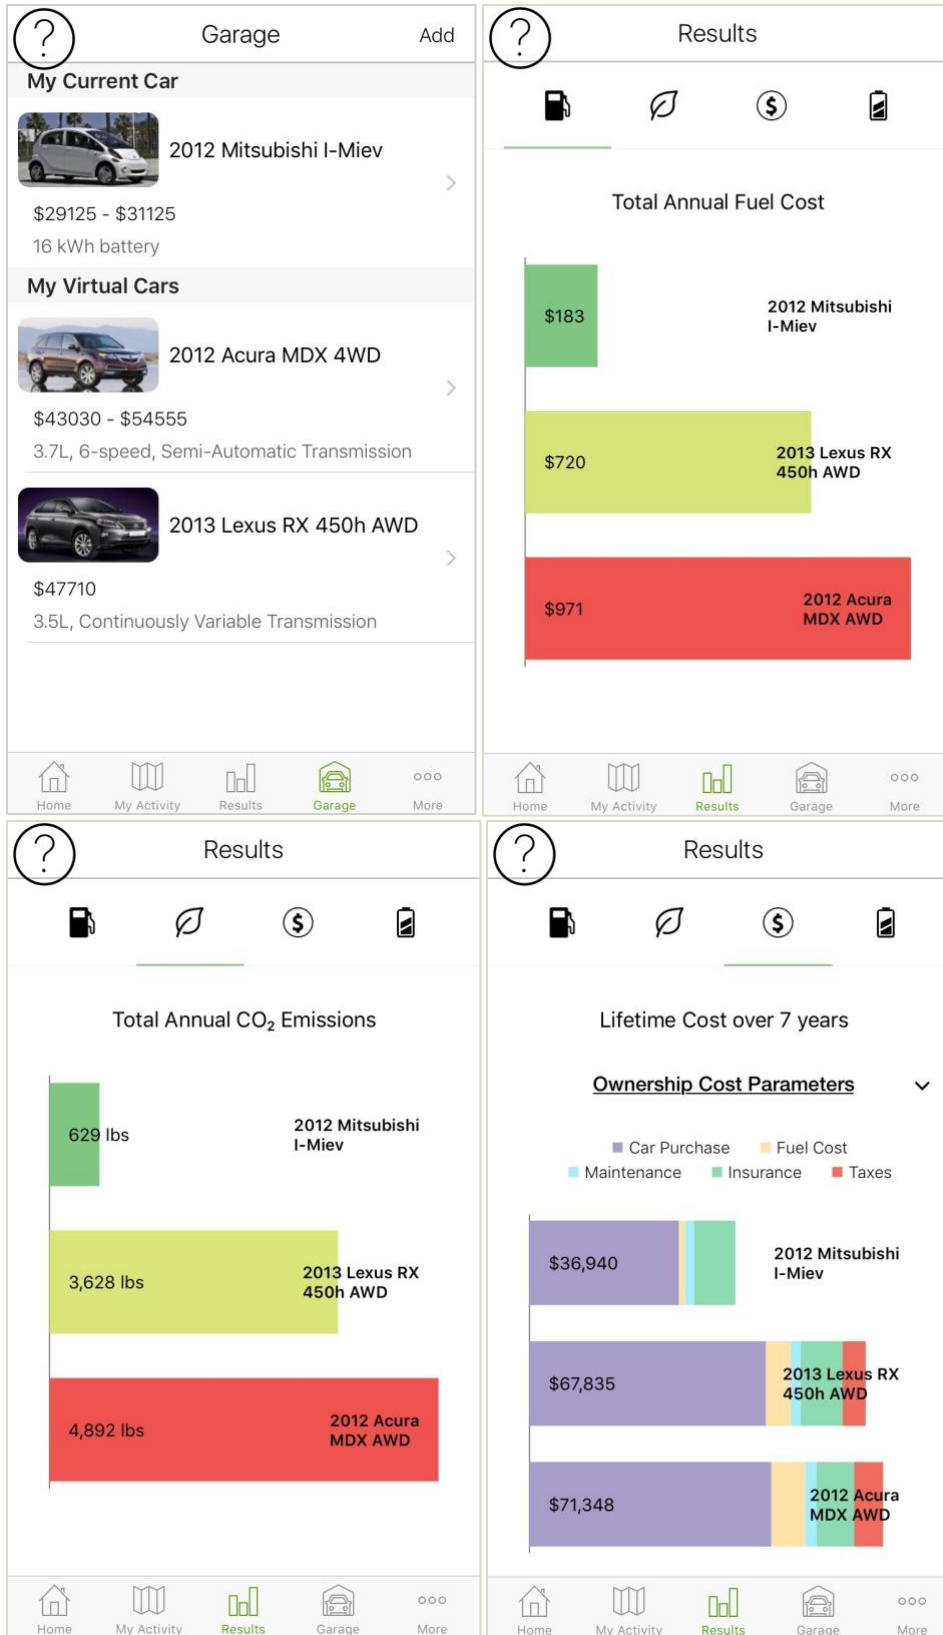 ?
Garage
Add
My Current Car
2012 Mitsubishi I-Miev
$29125 - $31125
16 kWh battery
My Virtual Cars
2012 Acura MDX 4WD
$43030 - $54555
3.7L, 6-speed, Semi-Automatic Transmission
2013 Lexus RX 450h AWD
$47710
3.5L, Continuously Variable Transmission
Home My Activity Results Garage More
?
Results
$
Total Annual Fuel Cost
$183
2012 Mitsubishi
I-Miev
$720
2013 Lexus RX
450h AWD
$971
2012 Acura
MDX AWD
Home My Activity Results Garage More
?
Results
$
Total Annual CO₂ Emissions
629 lbs
2012 Mitsubishi
I-Miev
3,628 lbs
2013 Lexus RX
450h AWD
4,892 lbs
2012 Acura
MDX AWD
Home My Activity Results Garage More
?
Results
$
Lifetime Cost over 7 years
Ownership Cost Parameters
Car Purchase Fuel Cost
Maintenance Insurance Taxes
$36,940
2012 Mitsubishi
I-Miev
$67,835
2013 Lexus RX
450h AWD
$71,348
2012 Acura
MDX AWD
Home My Activity Results Garage More